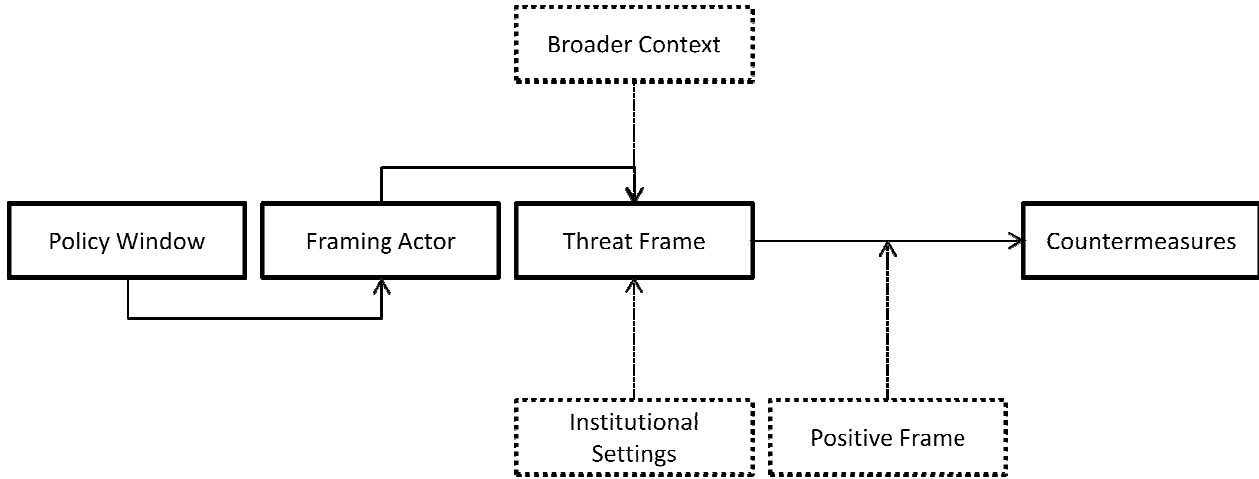 Broader Context
Policy Window
Framing Actor
Threat Frame
Countermeasures
Institutional
Settings
Positive Frame